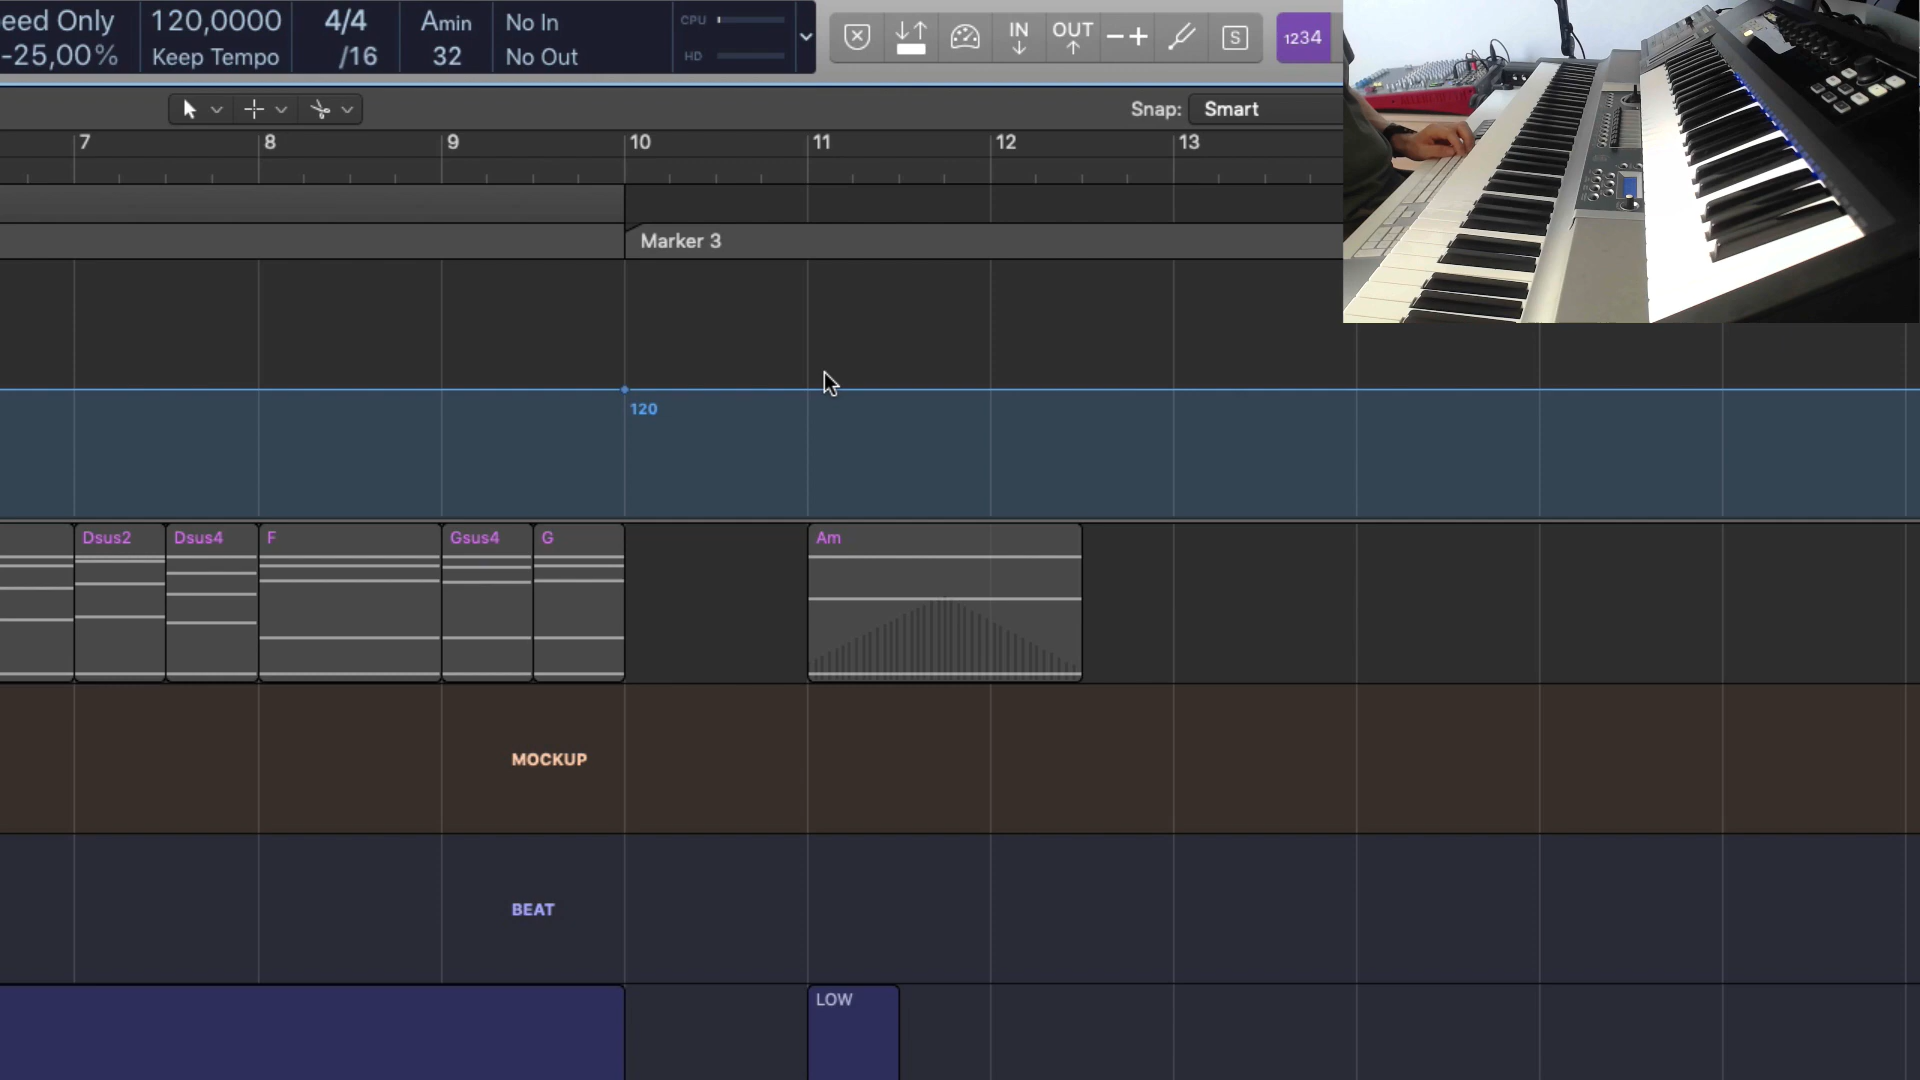 eed Only
-25,00%
120,0000
Keep Tempo
4/4
/16
Amin
32
No In
No Out
CPU
HD
IN
OUT
S
1234
Snap: Smart
7 8 9 10 11 12 13
Marker 3
120
Dsus2 Dsus4 F Gsus4 G Am
MOCKUP
BEAT
LOW